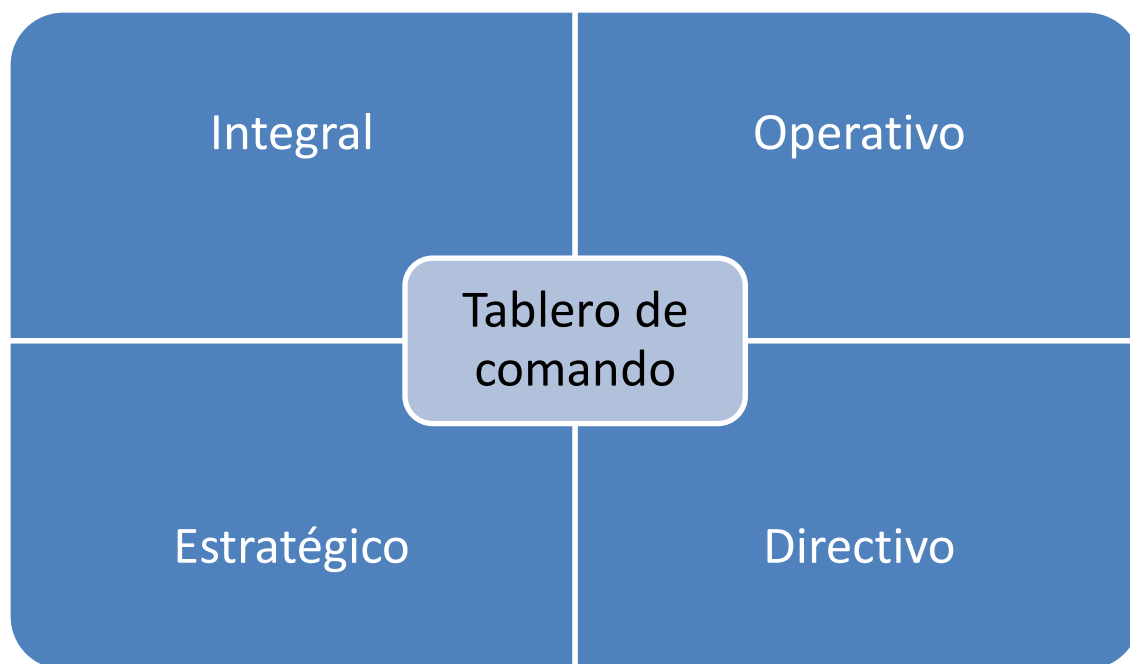 Integral
Operativo
Tablero de
comando
Estratégico
Directivo